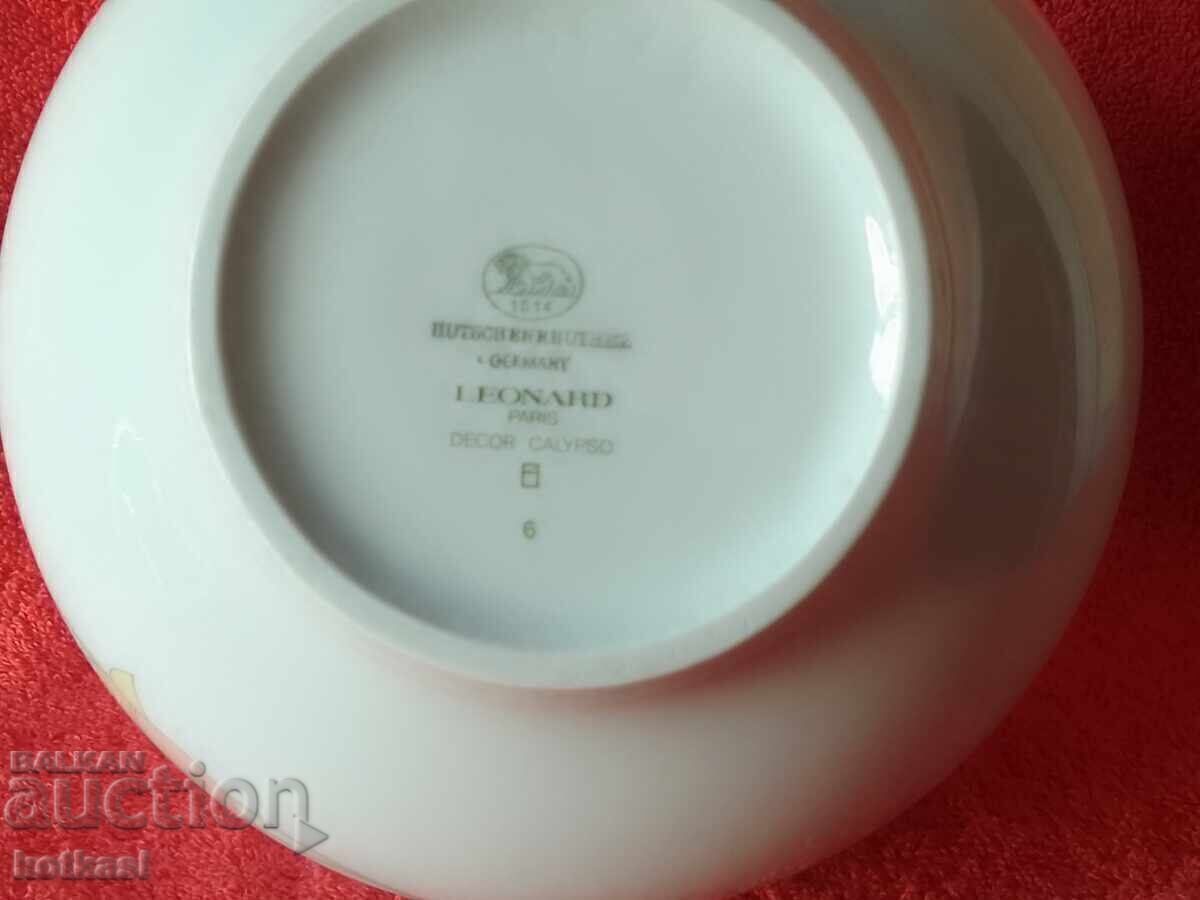 1814
HUTSCHENREUTHER
GERMANY
LEONARD
PARIS
DECOR CALYPSO
6
BALKAN
auction
kotkasl